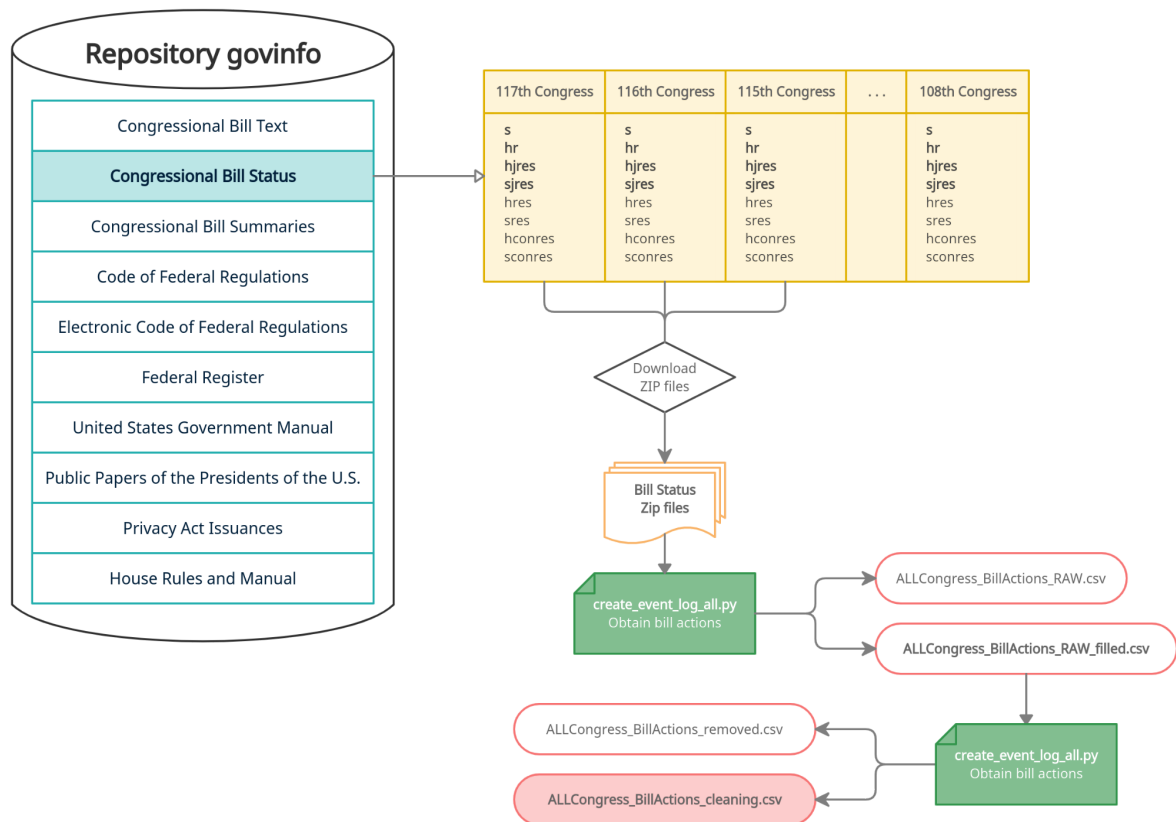 Repository govinfo
Congressional Bill Text
Congressional Bill Status
Congressional Bill Summaries
Code of Federal Regulations
Electronic Code of Federal Regulations
Federal Register
United States Government Manual
Public Papers of the Presidents of the U.S.
Privacy Act Issuances
House Rules and Manual
117th Congress
s
hr
hjres
sjres
hres
sres
hconres
sconres
116th Congress
s
hr
hjres
sjres
hres
sres
hconres
sconres
115th Congress
s
hr
hjres
sjres
hres
sres
hconres
sconres
. . .
108th Congress
s
hr
hjres
sjres
hres
sres
hconres
sconres
Download
ZIP files
Bill Status
Zip files
create_event_log_all.py
Obtain bill actions
ALLCongress_BillActions_RAW.csv
ALLCongress_BillActions_RAW_filled.csv
create_event_log_all.py
Obtain bill actions
ALLCongress_BillActions_removed.csv
ALLCongress_BillActions_cleaning.csv